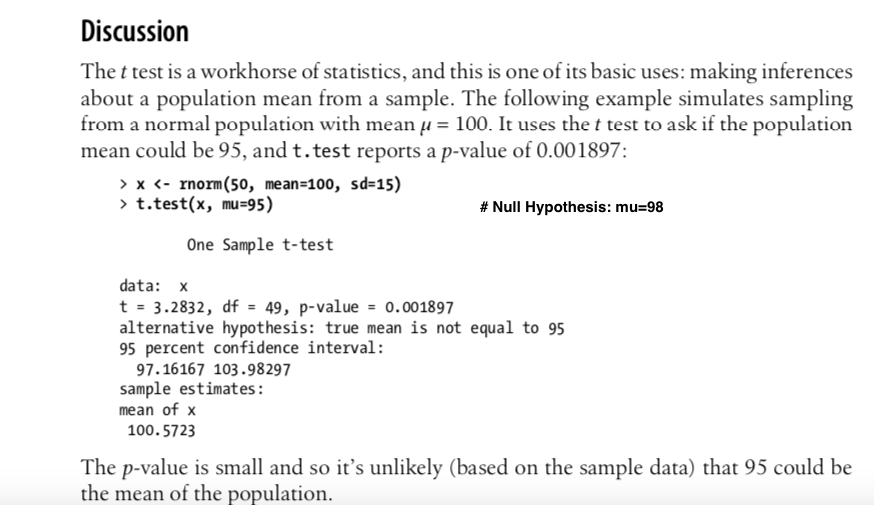 Discussion
The t test is a workhorse of statistics, and this is one of its basic uses: making inferences
about a population mean from a sample. The following example simulates sampling
from a normal population with mean μ = 100. It uses the t test to ask if the population
mean could be 95, and t.test reports a p-value of 0.001897:
> x <- rnorm(50, mean=100, sd=15)
> t.test(x, mu=95) # Null Hypothesis: mu=98
One Sample t-test
data: x
t = 3.2832, df = 49, p-value = 0.001897
alternative hypothesis: true mean is not equal to 95
95 percent confidence interval:
97.16167 103.98297
sample estimates:
mean of x
100.5723
The p-value is small and so it’s unlikely (based on the sample data) that 95 could be
the mean of the population.